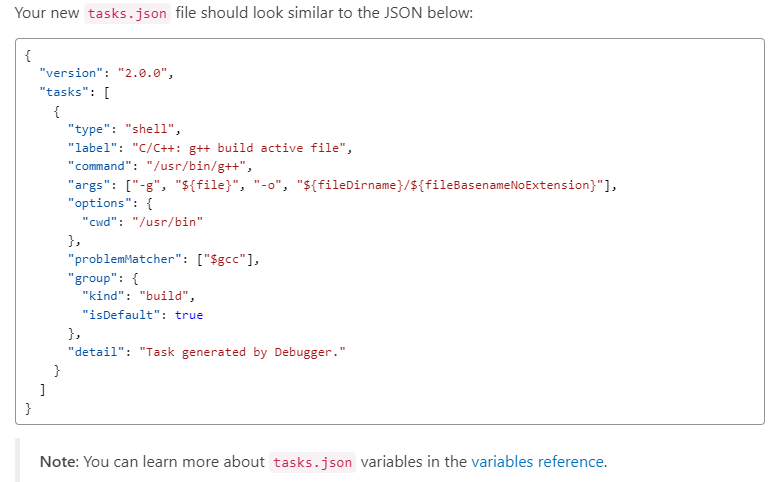 Your new tasks.json file should look similar to the JSON below:
{
  "version": "2.0.0",
  "tasks": [
    {
      "type": "shell",
      "label": "C/C++: g++ build active file",
      "command": "/usr/bin/g++",
      "args": ["-g", "${file}", "-o", "${fileDirname}/${fileBasenameNoExtension}"],
      "options": {
        "cwd": "/usr/bin"
      },
      "problemMatcher": ["$gcc"],
      "group": {
        "kind": "build",
        "isDefault": true
      },
      "detail": "Task generated by Debugger."
    }
  ]
}
Note: You can learn more about tasks.json variables in the variables reference.